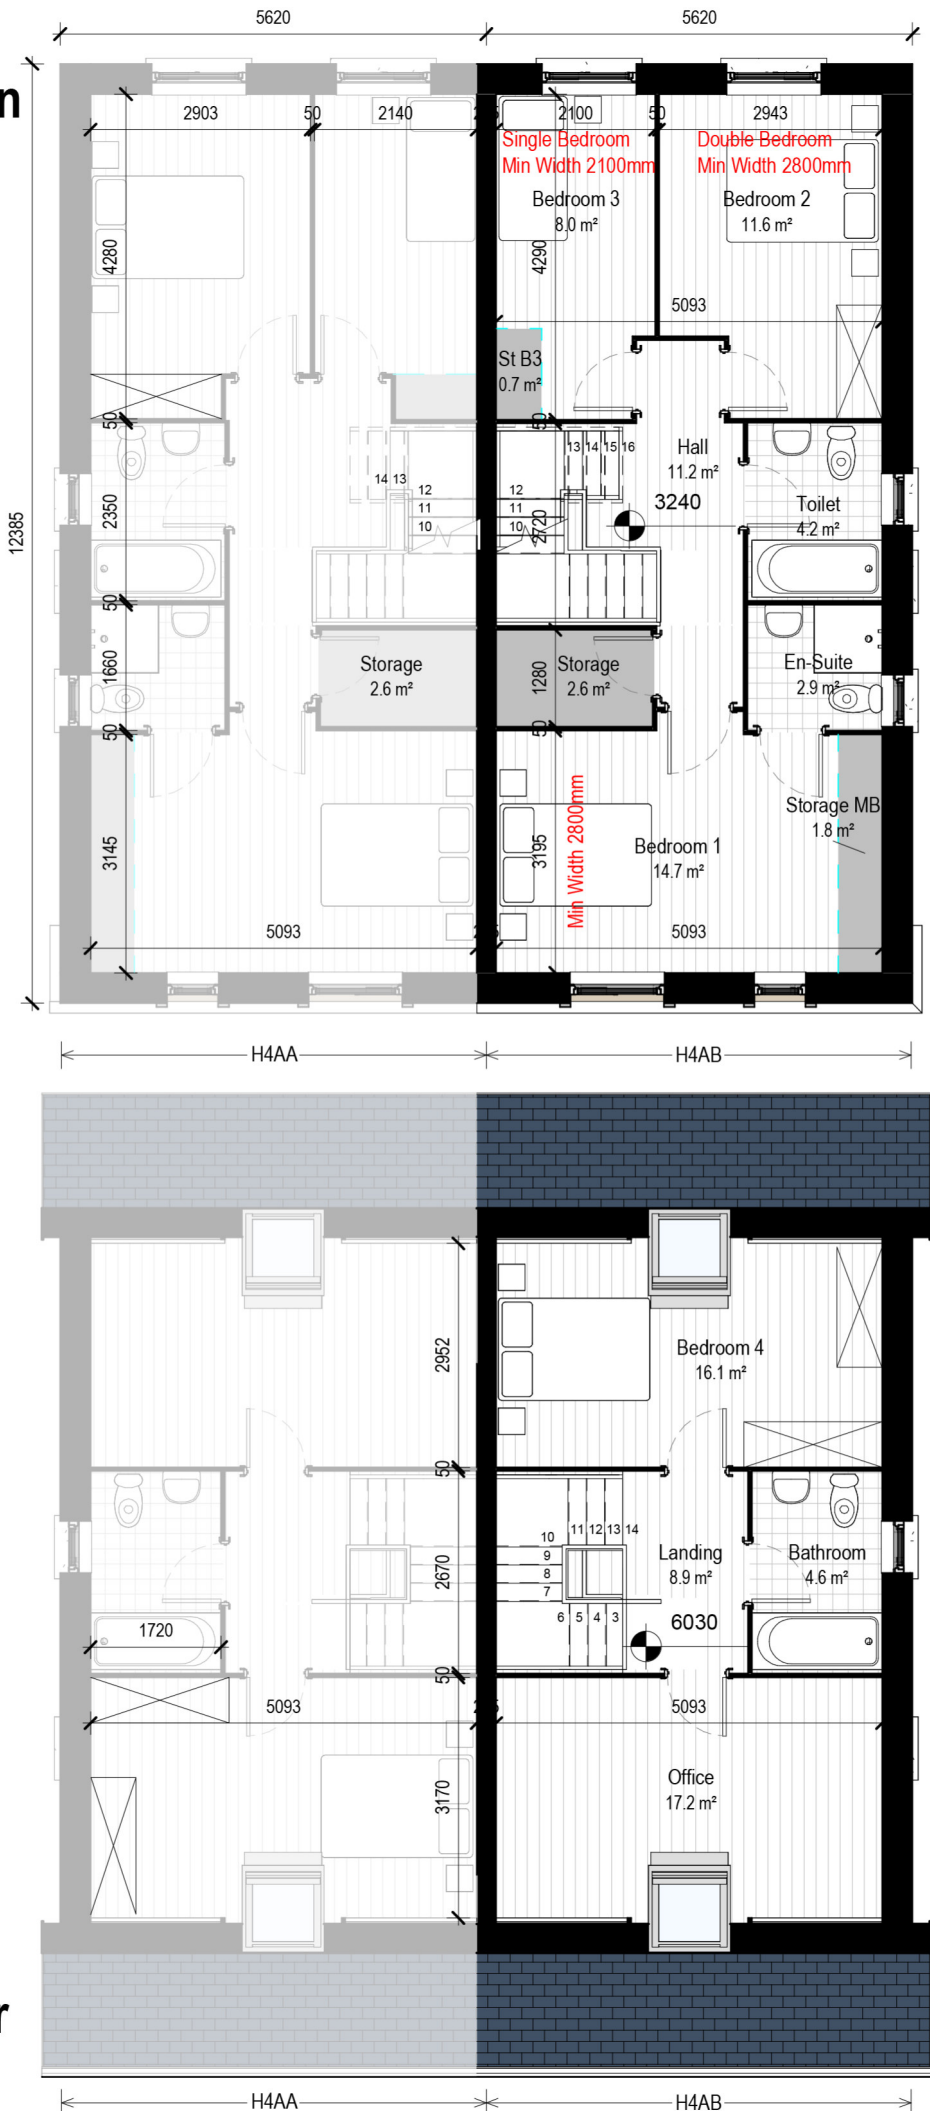 5620
5620
n
2903
50
2140
2100
50
2943
Single Bedroom
Min Width 2100mm
Double Bedroom
Min Width 2800mm
Bedroom 3
8.0 m²
Bedroom 2
11.6 m²
4280
4290
5093
St B3
0.7 m²
50
50
13 14 15 16
Hall
11.2 m²
3240
14 13
12
11
10
12
11
10
2350
2720
Toilet
4.2 m²
12385
50
1660
Storage
2.6 m²
1280
Storage
2.6 m²
En-Suite
2.9 m²
50
50
Min Width 2800mm
Storage MB
1.8 m²
3145
3195
Bedroom 1
14.7 m²
5093
5093
H4AA
H4AB
2952
Bedroom 4
16.1 m²
50
10
9
8
7
11 12 13 14
6 5 4 3
2670
Landing
8.9 m²
Bathroom
4.6 m²
1720
6030
50
5093
5093
3170
Office
17.2 m²
r
H4AA
H4AB